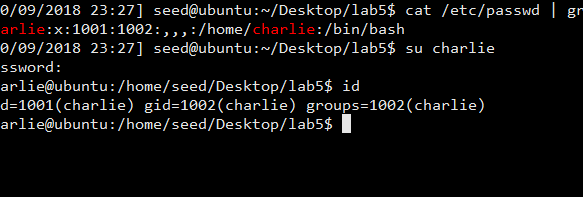 0/09/2018 23:27] seed@ubuntu:~/Desktop/lab5$ cat /etc/passwd | gr
arlie:x:1001:1002:,,,:/home/charlie:/bin/bash
0/09/2018 23:27] seed@ubuntu:~/Desktop/lab5$ su charlie
ssword:
arlie@ubuntu:/home/seed/Desktop/lab5$ id
d=1001(charlie) gid=1002(charlie) groups=1002(charlie)
arlie@ubuntu:/home/seed/Desktop/lab5$